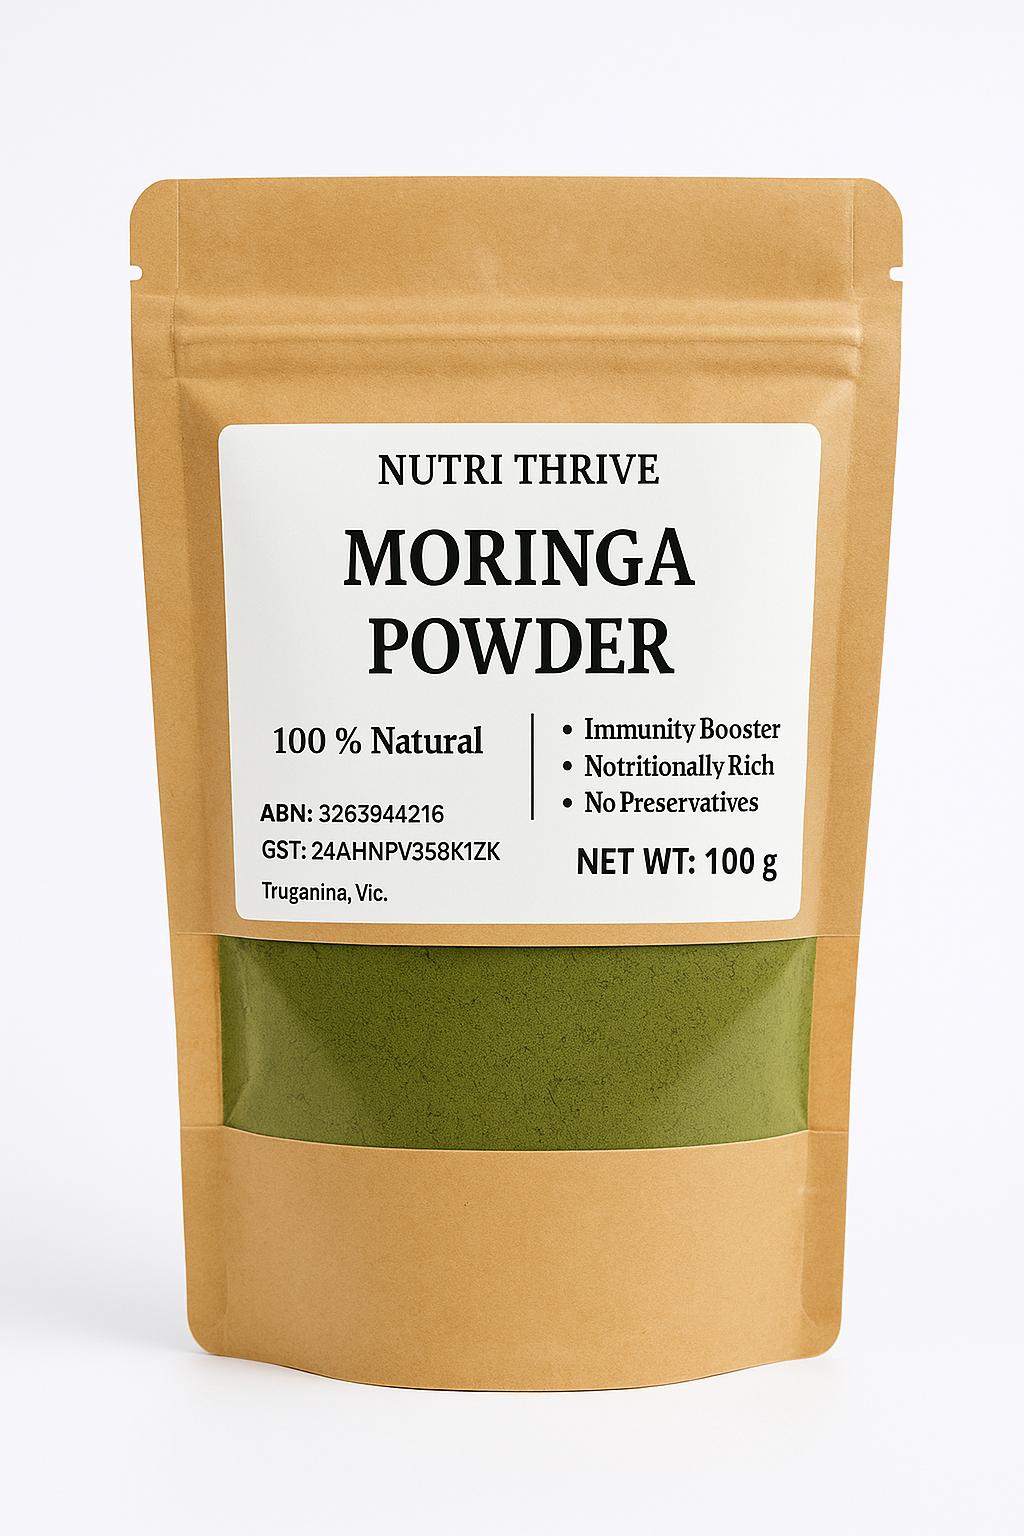 NUTRI THRIVE
MORINGA
POWDER
100 % Natural
ABN: 3263944216
GST: 24AHNPV358K1ZK
Truganina, Vic.
• Immunity Booster
• Notritionally Rich
• No Preservatives
NET WT: 100 g